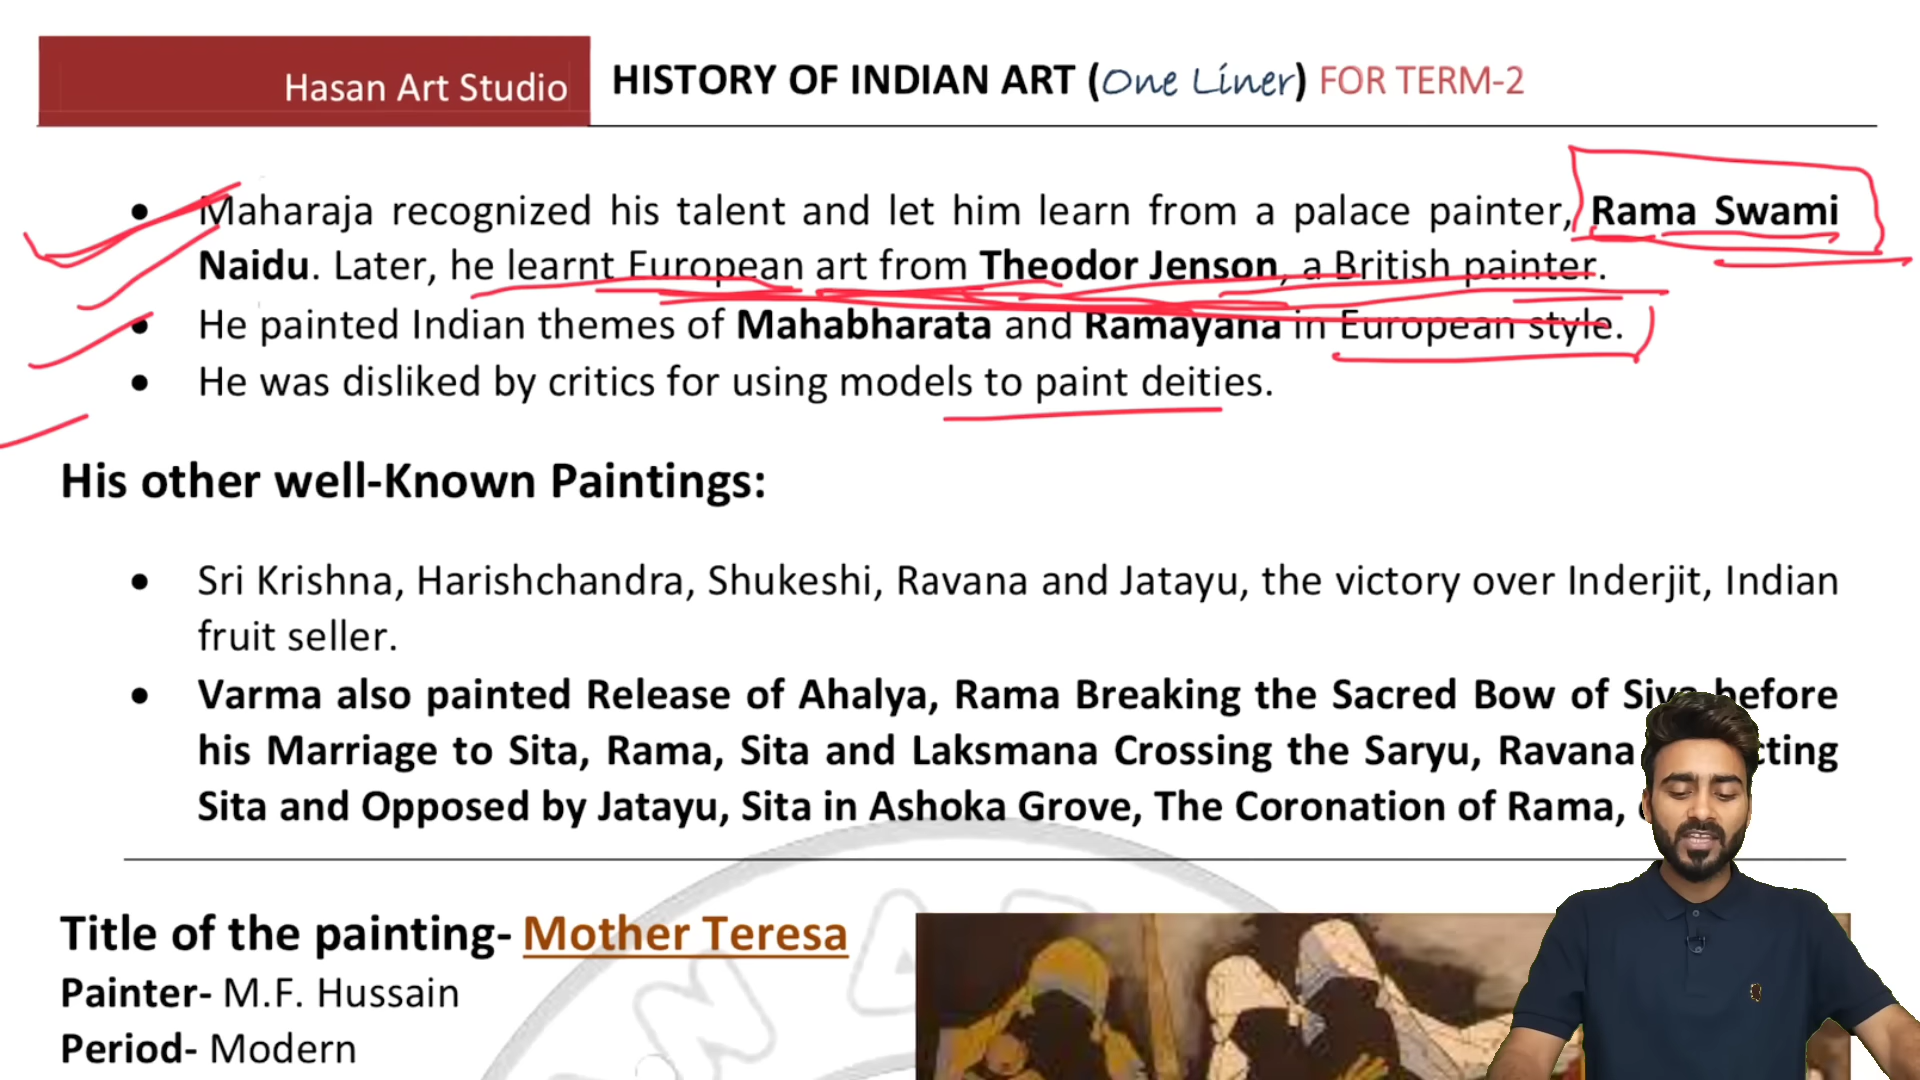 Hasan Art Studio HISTORY OF INDIAN ART (One Liner) FOR TERM-2
• Maharaja recognized his talent and let him learn from a palace painter, Rama Swami
Naidu. Later, he learnt European art from Theodor Jenson, a British painter.
• He painted Indian themes of Mahabharata and Ramayana in European style.
• He was disliked by critics for using models to paint deities.
His other well-Known Paintings:
• Sri Krishna, Harishchandra, Shukeshi, Ravana and Jatayu, the victory over Inderjit, Indian
fruit seller.
• Varma also painted Release of Ahalya, Rama Breaking the Sacred Bow of Siva before
his Marriage to Sita, Rama, Sita and Laksmana Crossing the Saryu, Ravana
Sita and Opposed by Jatayu, Sita in Ashoka Grove, The Coronation of Rama,
Title of the painting- Mother Teresa
Painter- M.F. Hussain
Period- Modern